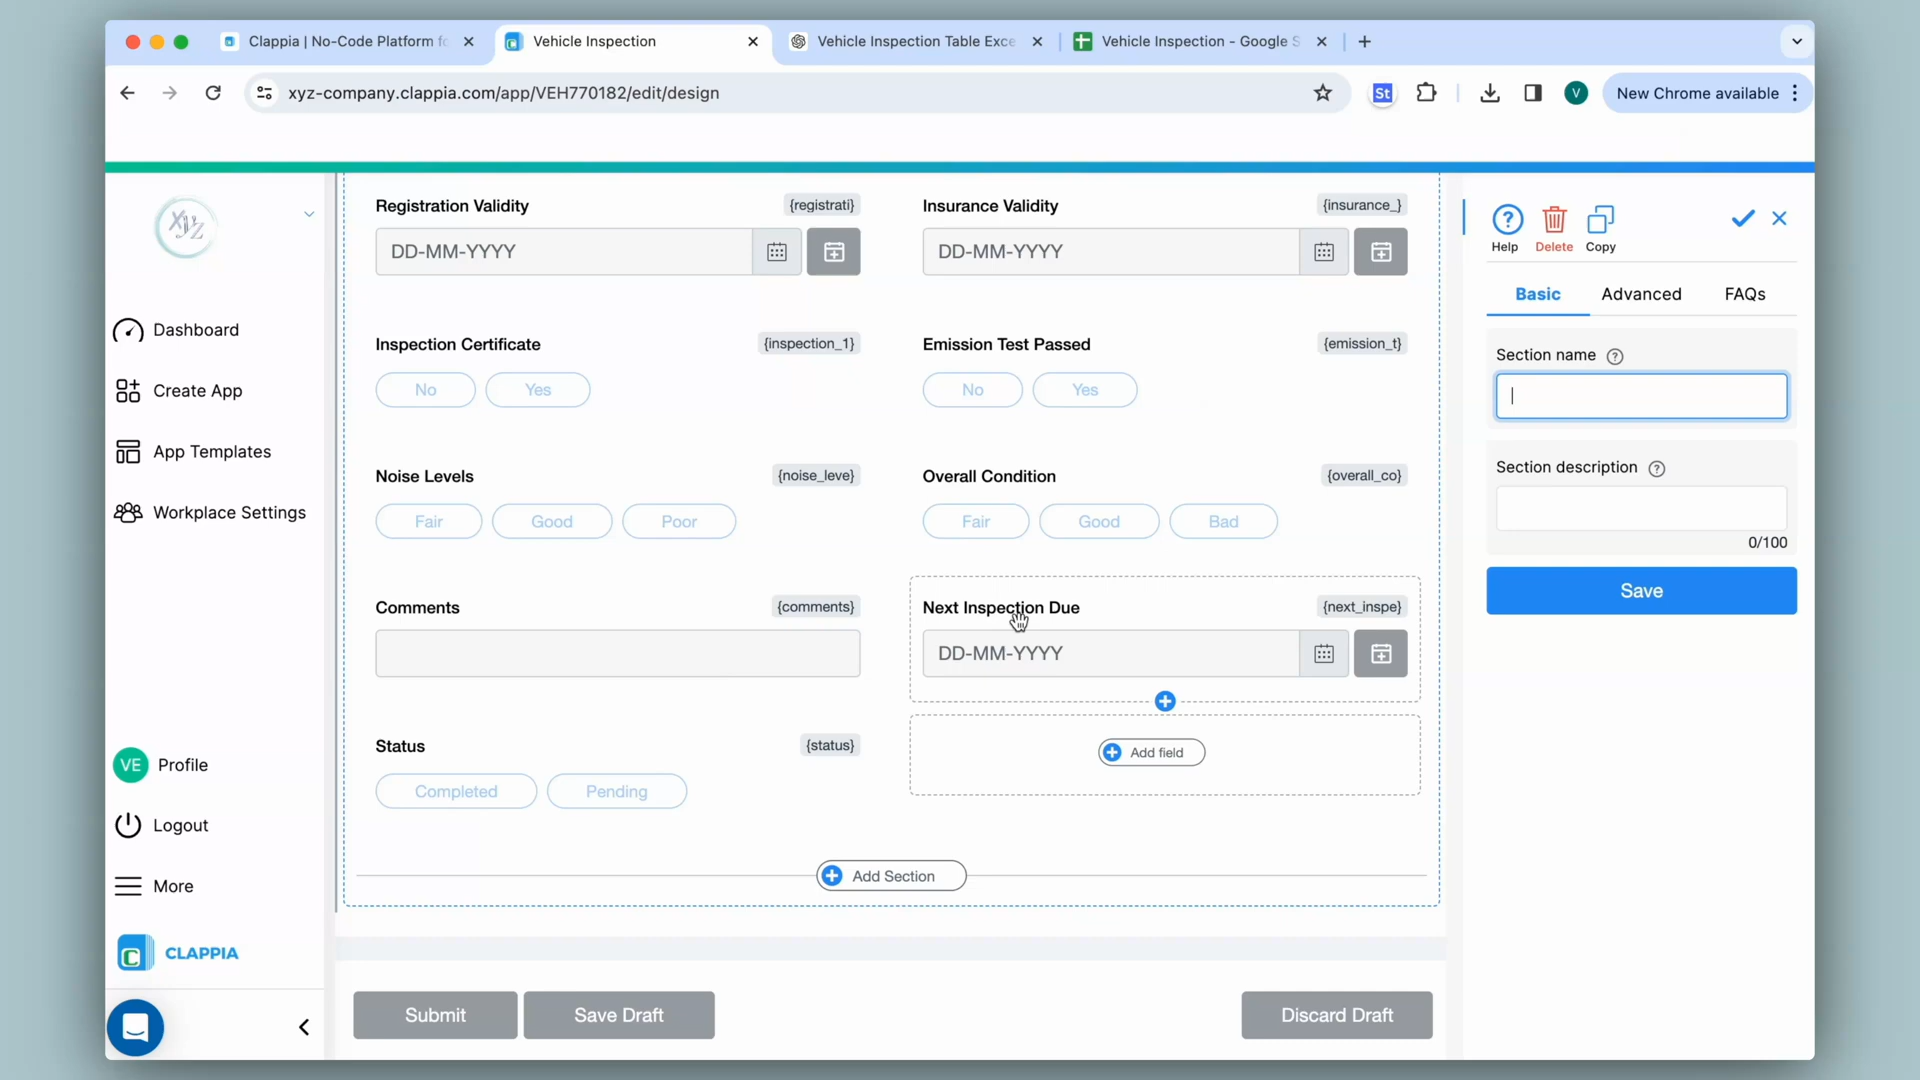 Clappia | No-Code Platform fo
Vehicle Inspection
Vehicle Inspection Table Exce
Vehicle Inspection - Google S
xyz-company.clappia.com/app/VEH770182/edit/design
St
V
New Chrome available
xyz
Dashboard
Create App
App Templates
Workplace Settings
VE Profile
Logout
More
C CLAPPIA
Registration Validity {registrati}
DD-MM-YYYY
Insurance Validity {insurance_}
DD-MM-YYYY
Inspection Certificate {inspection_1}
No Yes
Emission Test Passed {emission_t}
No Yes
Noise Levels {noise_leve}
Fair Good Poor
Overall Condition {overall_co}
Fair Good Bad
Comments {comments}
Next Inspection Due {next_inspe}
DD-MM-YYYY
Status {status}
Completed Pending
Add field
Add Section
Submit Save Draft Discard Draft
Help Delete Copy
Basic Advanced FAQs
Section name
Section description
0/100
Save